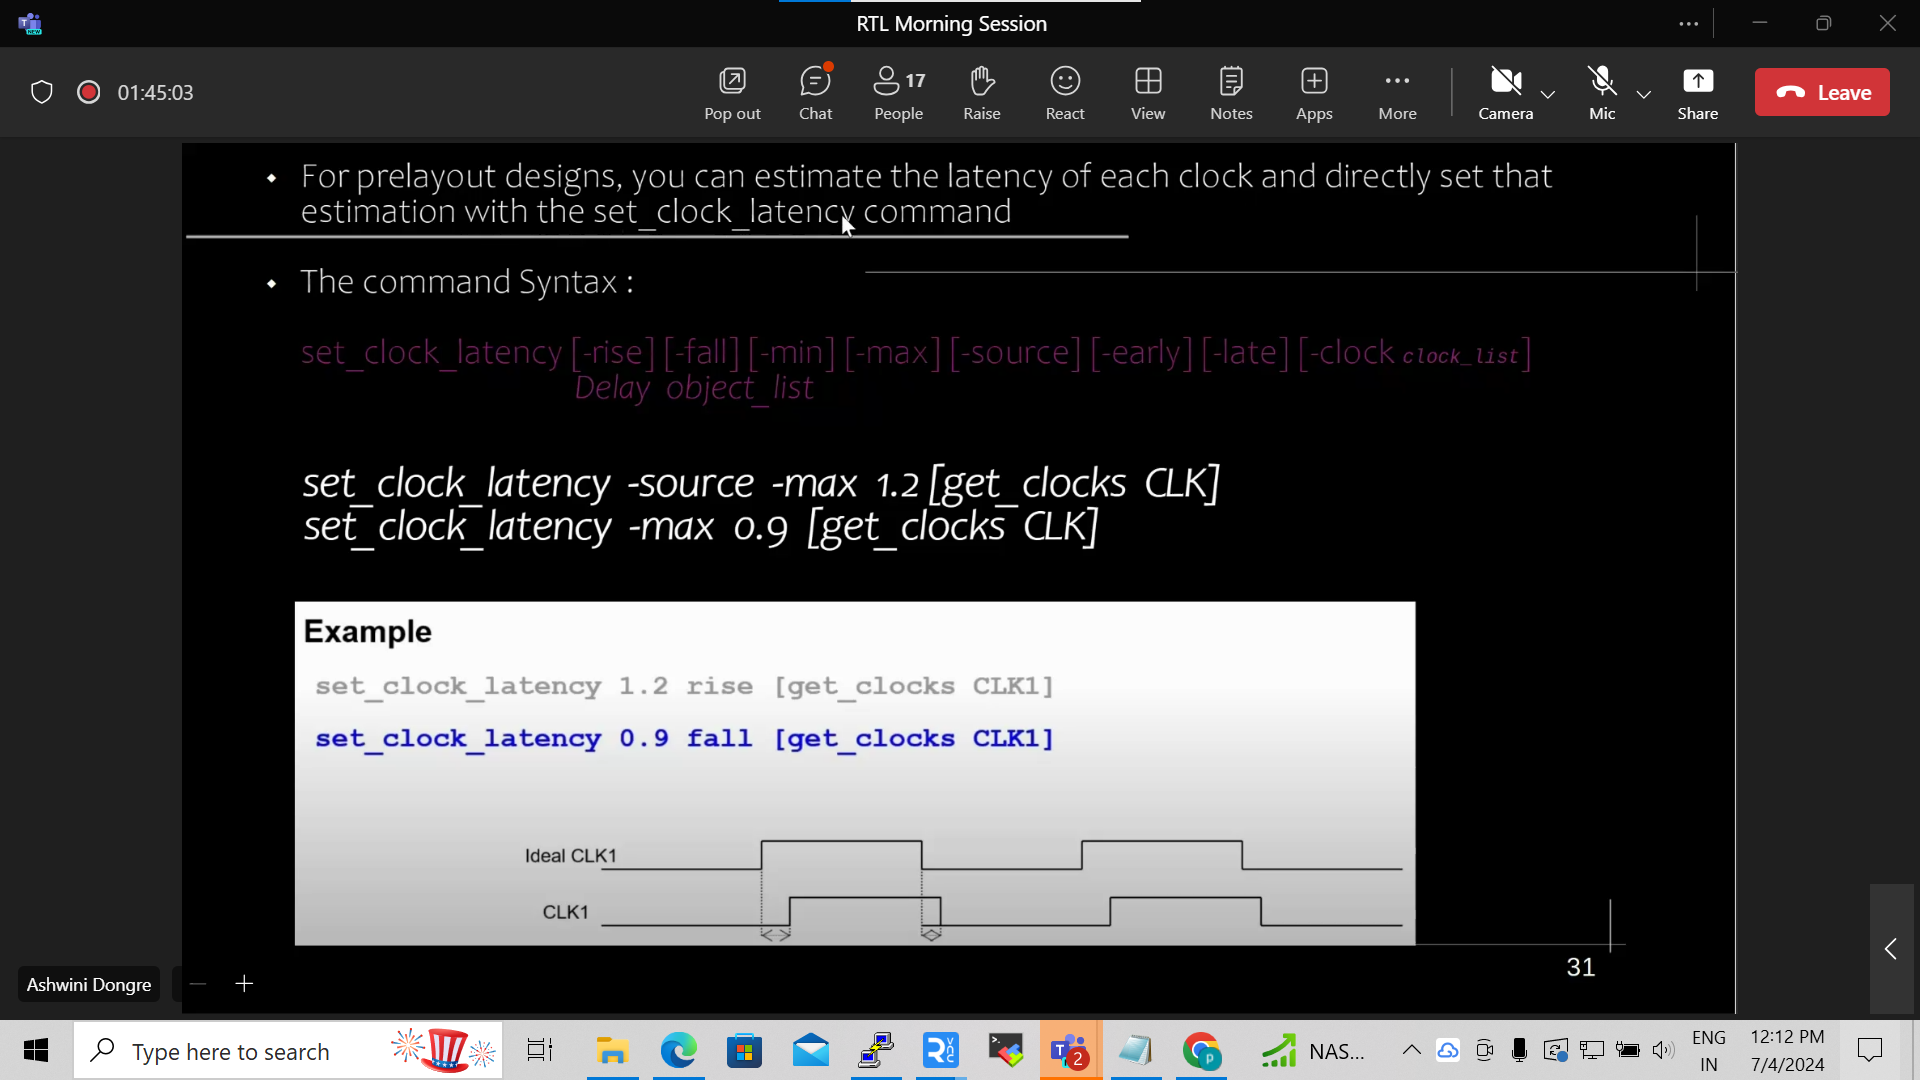 RTL Morning Session
01:45:03
Pop out
Chat
17
People
Raise
React
View
Notes
Apps
More
Camera
Mic
Share
Leave
• For prelayout designs, you can estimate the latency of each clock and directly set that
estimation with the set_clock_latency command
• The command Syntax :
set_clock_latency [-rise] [-fall] [-min] [-max] [-source] [-early] [-late] [-clock clock_list]
Delay object_list
set_clock_latency -source -max 1.2 [get_clocks CLK]
set_clock_latency -max 0.9 [get_clocks CLK]
Example
set_clock_latency 1.2 rise [get_clocks CLK1]
set_clock_latency 0.9 fall [get_clocks CLK1]
Ideal CLK1
CLK1
31
Ashwini Dongre
Type here to search
2
NAS...
ENG
IN
12:12 PM
7/4/2024